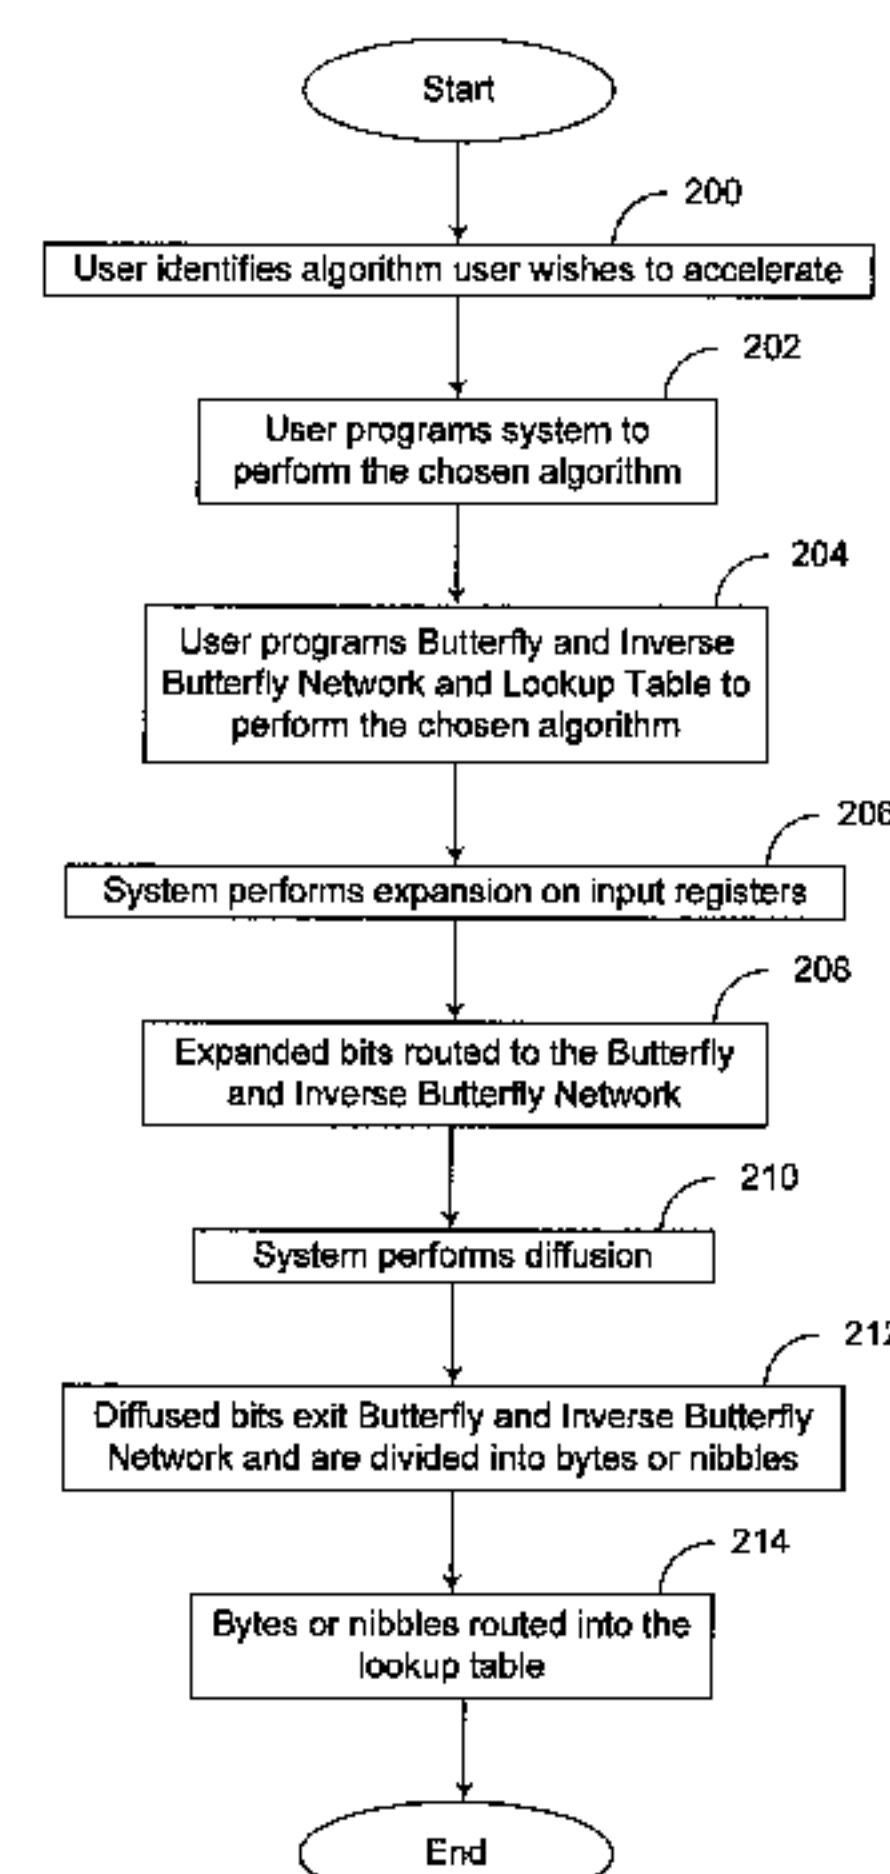 Start
200
User identifies algorithm user wishes to accelerate
202
User programs system to
perform the chosen algorithm
204
User programs Butterfly and Inverse
Butterfly Network and Lookup Table to
perform the chosen algorithm
206
System performs expansion on input registers
208
Expanded bits routed to the Butterfly
and Inverse Butterfly Network
210
System performs diffusion
212
Diffused bits exit Butterfly and Inverse Butterfly
Network and are divided into bytes or nibbles
214
Bytes or nibbles routed into the
lookup table
End